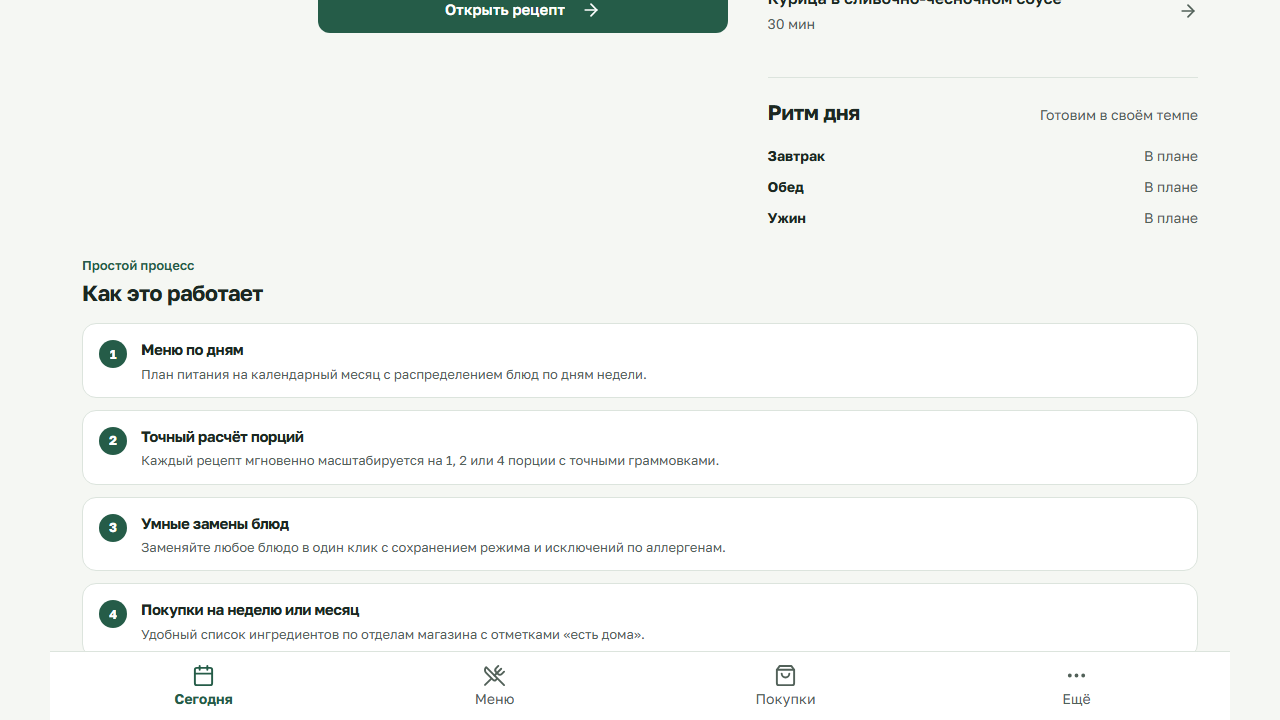 Открыть рецепт
Курица в сливочно-чесночном соусе
30 мин
Ритм дня
Готовим в своём темпе
Завтрак
В плане
Обед
В плане
Ужин
В плане
Простой процесс
Как это работает
1
Меню по дням
План питания на календарный месяц с распределением блюд по дням недели.
2
Точный расчёт порций
Каждый рецепт мгновенно масштабируется на 1, 2 или 4 порции с точными граммовками.
3
Умные замены блюд
Заменяйте любое блюдо в один клик с сохранением режима и исключений по аллергенам.
4
Покупки на неделю или месяц
Удобный список ингредиентов по отделам магазина с отметками «есть дома».
Сегодня
Меню
Покупки
Ещё